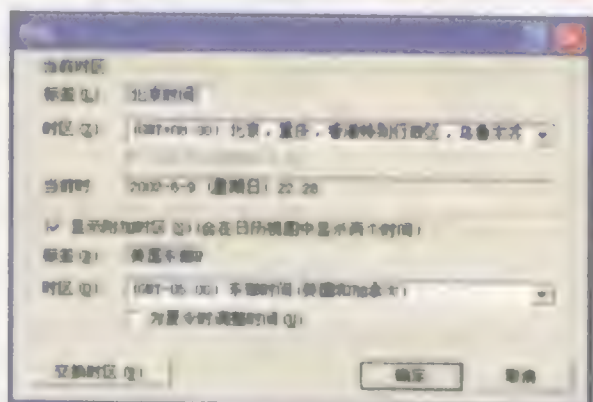 当前时区
标签(L) 北京时间
时区(Z) (GMT+08:00) 北京，重庆，香港特别行政区，乌鲁木齐
当前时 2002-6-9 (星期日) 22:28
显示附加时区 (会在日历视图中显示两个时间)
标签 美国东部
时区 (GMT-05:00) 东部时间(美国和加拿大)
为夏令时调整时间
交换时区
确定 取消